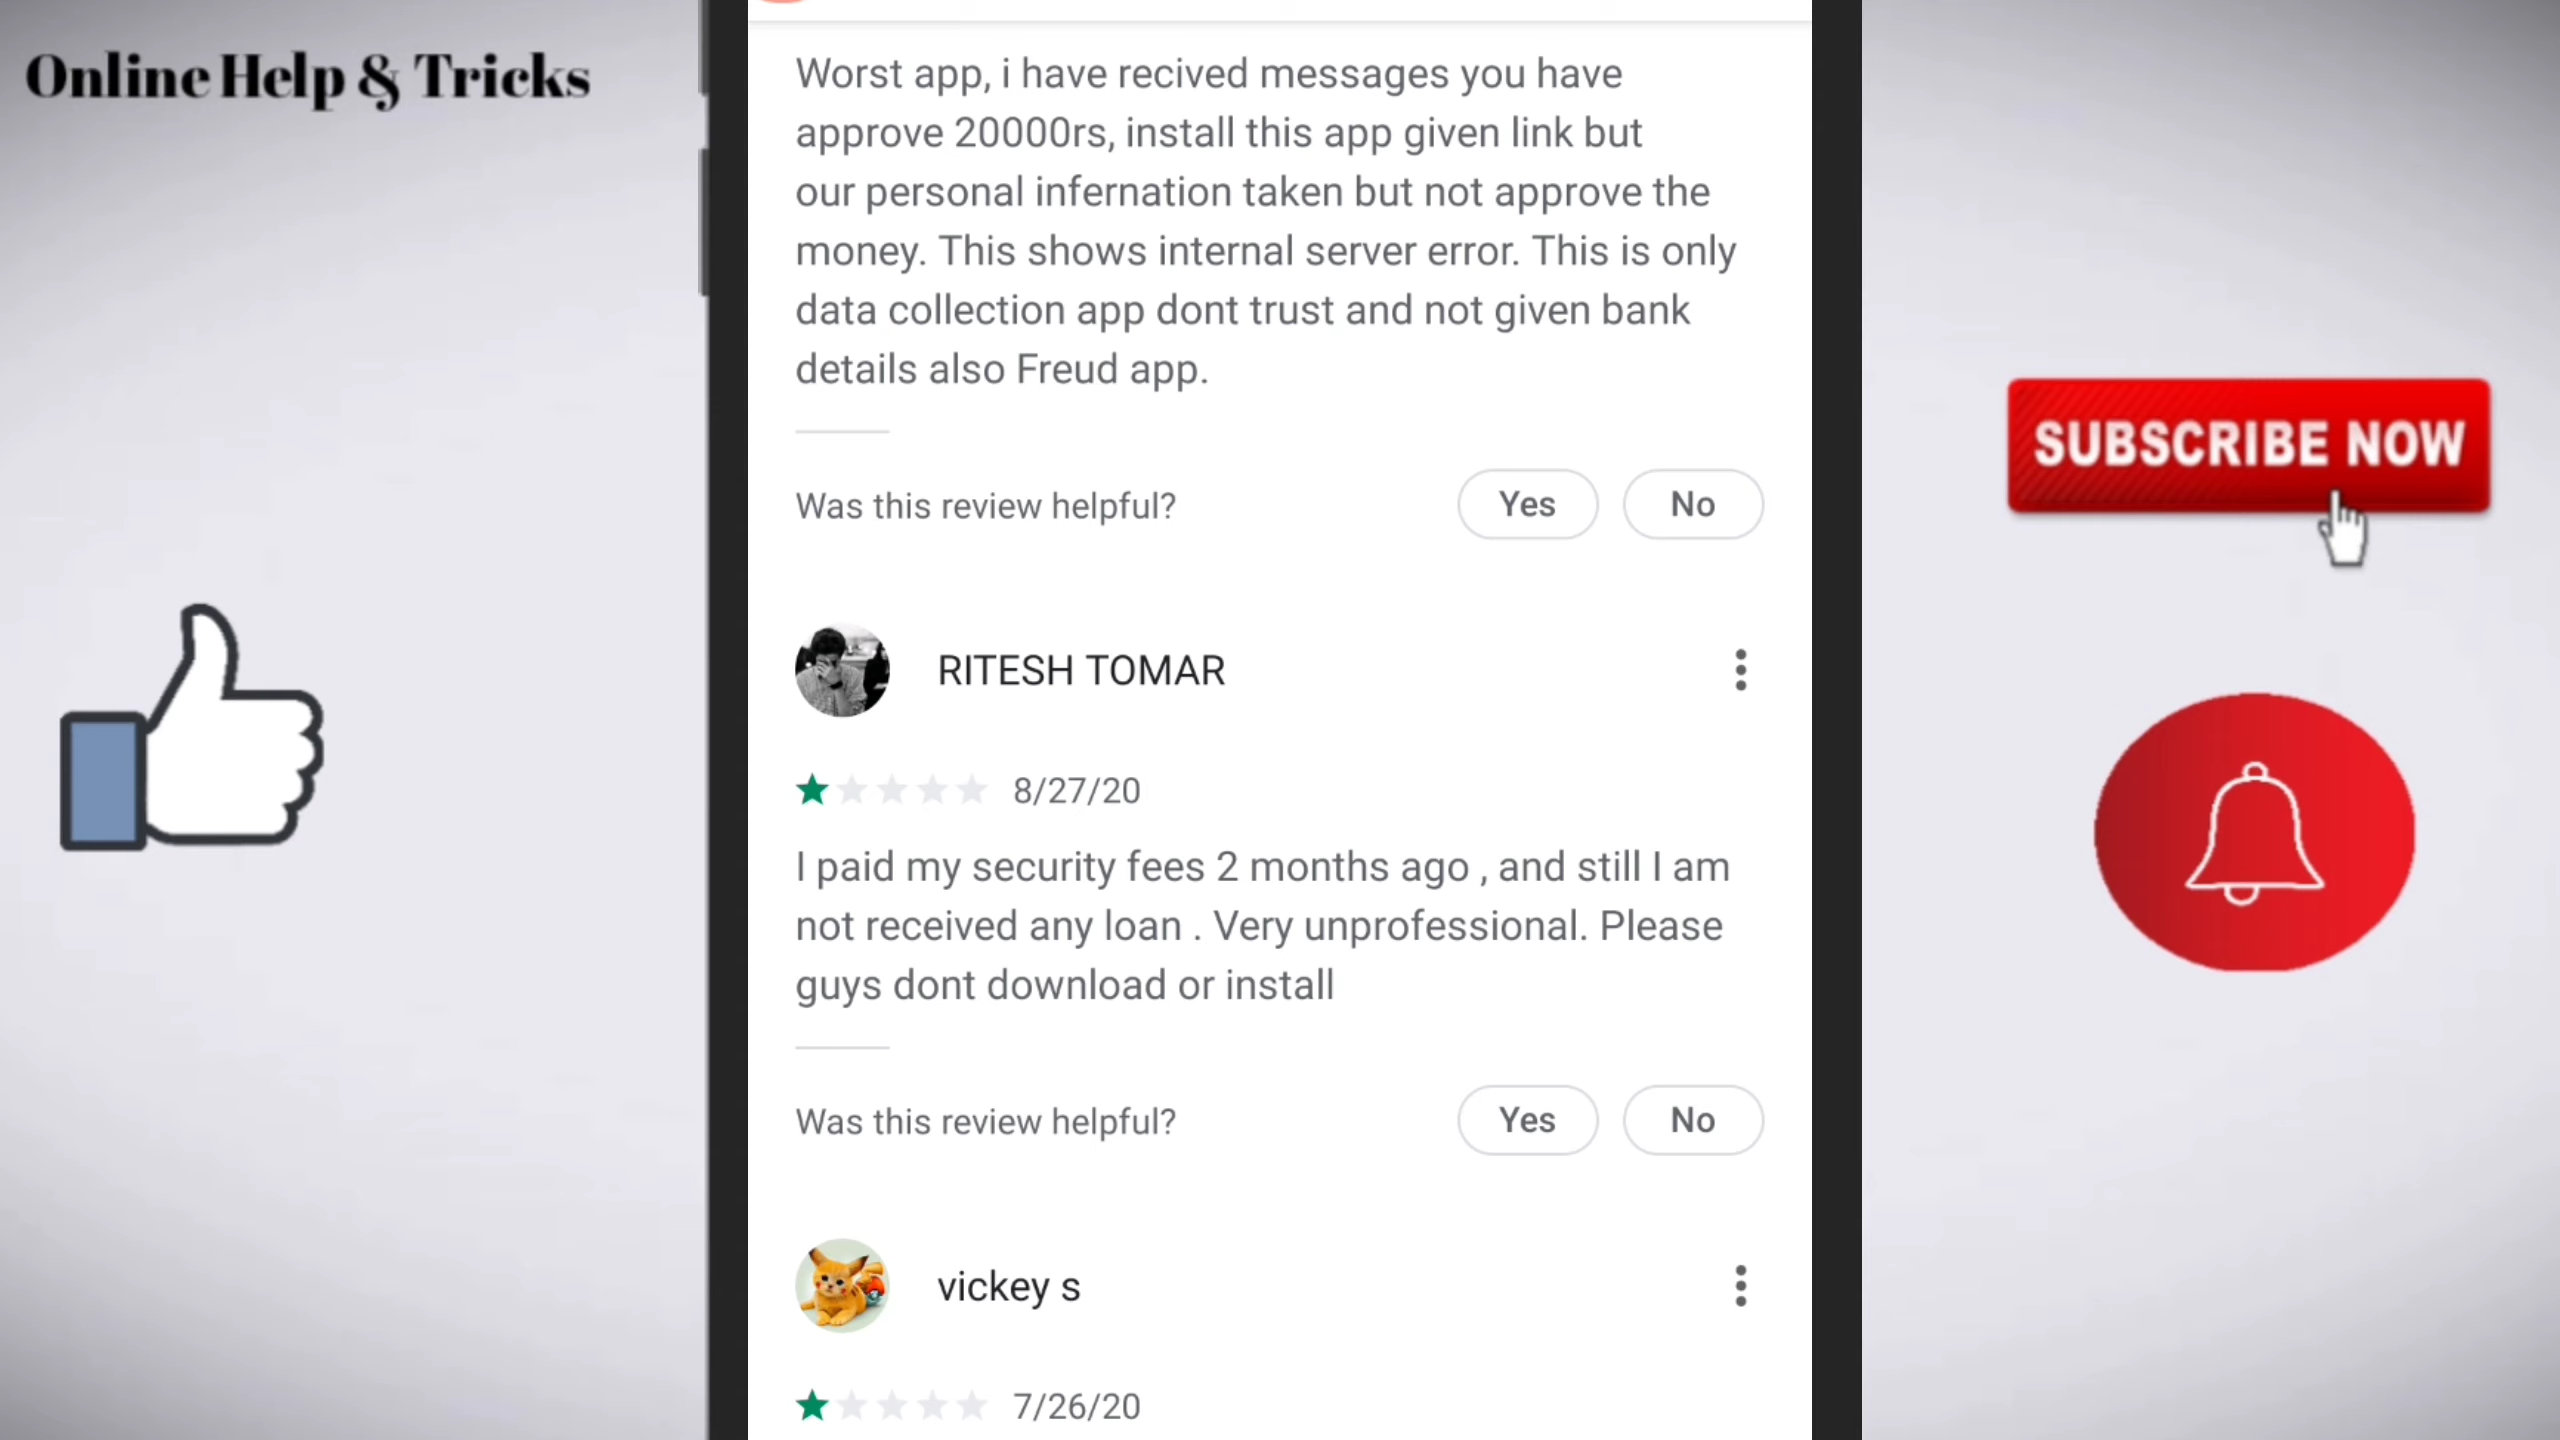 Online Help & Tricks
Worst app, i have recived messages you have
approve 20000rs, install this app given link but
our personal infernation taken but not approve the
money. This shows internal server error. This is only
data collection app dont trust and not given bank
details also Freud app.
Was this review helpful?
Yes
No
SUBSCRIBE NOW
RITESH TOMAR
8/27/20
I paid my security fees 2 months ago , and still I am
not received any loan . Very unprofessional. Please
guys dont download or install
Was this review helpful?
Yes
No
vickey s
7/26/20